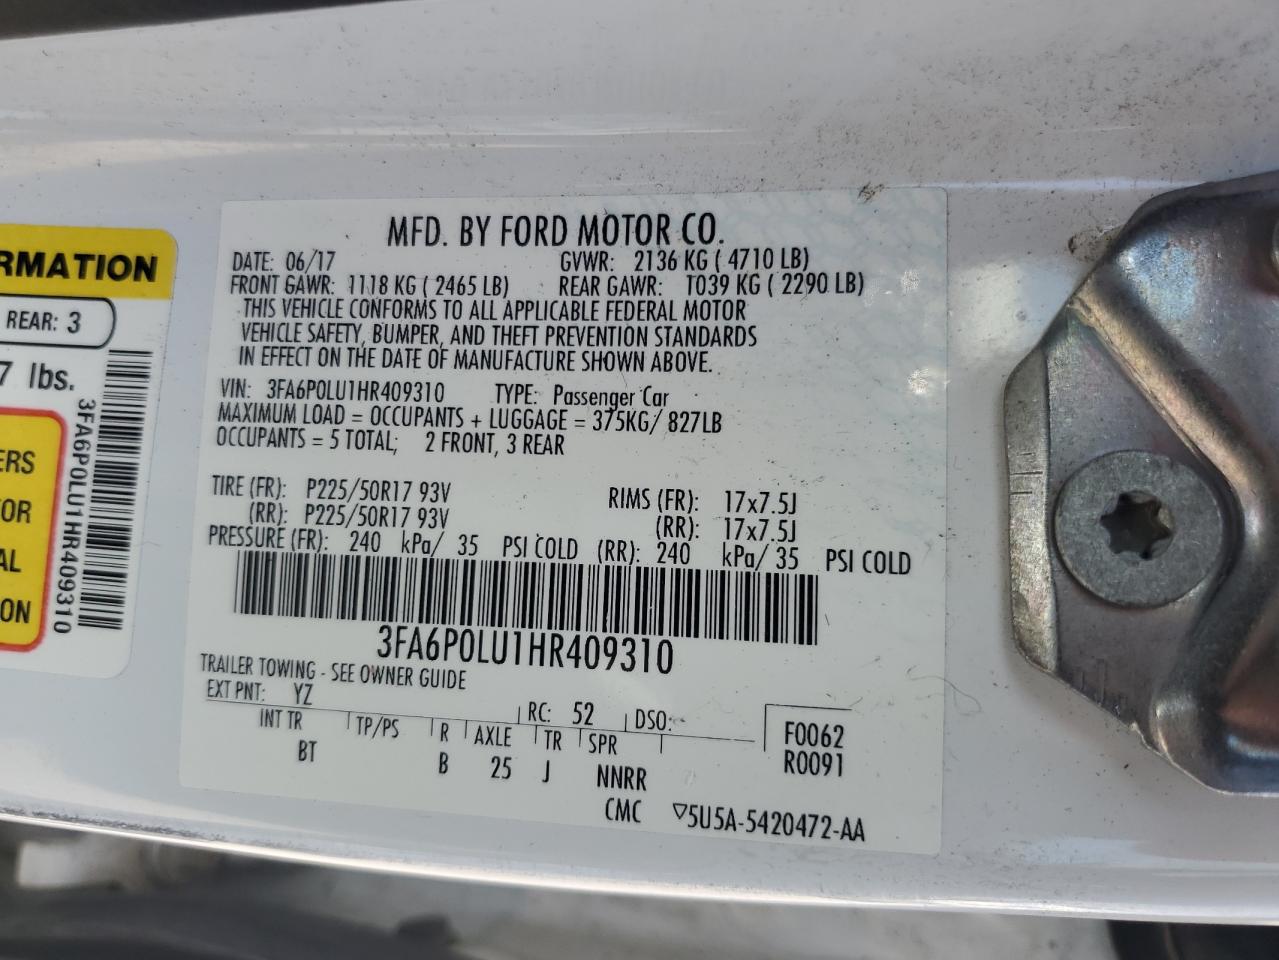 MFD. BY FORD MOTOR CO.
DATE: 06/17 GVWR: 2136 KG ( 4710 LB)
FRONT GAWR: 1118 KG ( 2465 LB) REAR GAWR: 1039 KG ( 2290 LB)
THIS VEHICLE CONFORMS TO ALL APPLICABLE FEDERAL MOTOR
VEHICLE SAFETY, BUMPER, AND THEFT PREVENTION STANDARDS
IN EFFECT ON THE DATE OF MANUFACTURE SHOWN ABOVE.
VIN: 3FA6P0LU1HR409310 TYPE: Passenger Car
MAXIMUM LOAD = OCCUPANTS + LUGGAGE = 375KG/ 827LB
OCCUPANTS = 5 TOTAL; 2 FRONT, 3 REAR
TIRE (FR): P225/50R17 93V RIMS (FR): 17x7.5J
(RR): P225/50R17 93V (RR): 17x7.5J
PRESSURE (FR): 240 kPa/ 35 PSI COLD (RR): 240 kPa/ 35 PSI COLD
3FA6P0LU1HR409310
TRAILER TOWING - SEE OWNER GUIDE
EXT PNT: YZ RC: 52 DSO:
INT TR TP/PS R AXLE TR SPR F0062
BT B 25 J NNRR R0091
CMC ▽5U5A-5420472-AA
RMATION
REAR: 3
7 lbs.
ERS
OR
AL
ON
3FA6P0LU1HR409310